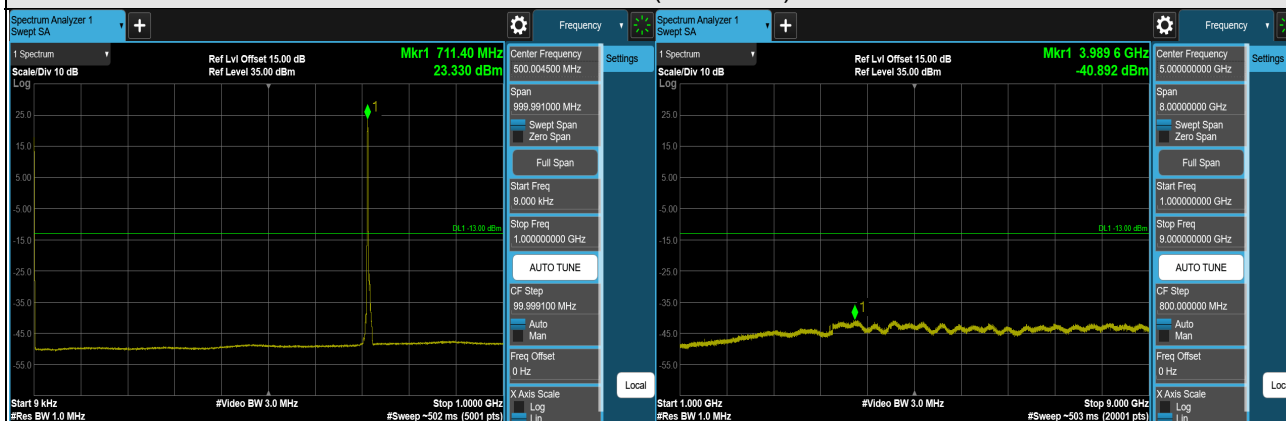 Spectrum Analyzer 1
Swept SA
+
Frequency
1 Spectrum
Scale/Div 10 dB
Log
Ref Lvl Offset 15.00 dB
Ref Level 35.00 dBm
Mkr1 711.40 MHz
23.330 dBm
25.0
15.0
5.00
-5.00
-15.0
-25.0
-35.0
-45.0
-55.0
1
DL1 -13.00 dBm
Start 9 kHz
#Res BW 1.0 MHz
#Video BW 3.0 MHz
Stop 1.0000 GHz
#Sweep ~502 ms (5001 pts)
Center Frequency
500.004500 MHz
Span
999.991000 MHz
Swept Span
Zero Span
Full Span
Start Freq
9.000 kHz
Stop Freq
1.000000000 GHz
AUTO TUNE
CF Step
99.999100 MHz
Auto
Man
Freq Offset
0 Hz
X Axis Scale
Log
Lin
Settings
Local
Spectrum Analyzer 1
Swept SA
+
Frequency
1 Spectrum
Scale/Div 10 dB
Log
Ref Lvl Offset 15.00 dB
Ref Level 35.00 dBm
Mkr1 3.989 6 GHz
-40.892 dBm
25.0
15.0
5.00
-5.00
-15.0
-25.0
-35.0
-45.0
-55.0
1
DL1 -13.00 dBm
Start 1.000 GHz
#Res BW 1.0 MHz
#Video BW 3.0 MHz
Stop 9.000 GHz
#Sweep ~503 ms (20001 pts)
Center Frequency
5.000000000 GHz
Span
8.00000000 GHz
Swept Span
Zero Span
Full Span
Start Freq
1.000000000 GHz
Stop Freq
9.000000000 GHz
AUTO TUNE
CF Step
800.000000 MHz
Auto
Man
Freq Offset
0 Hz
X Axis Scale
Log
Lin
Settings